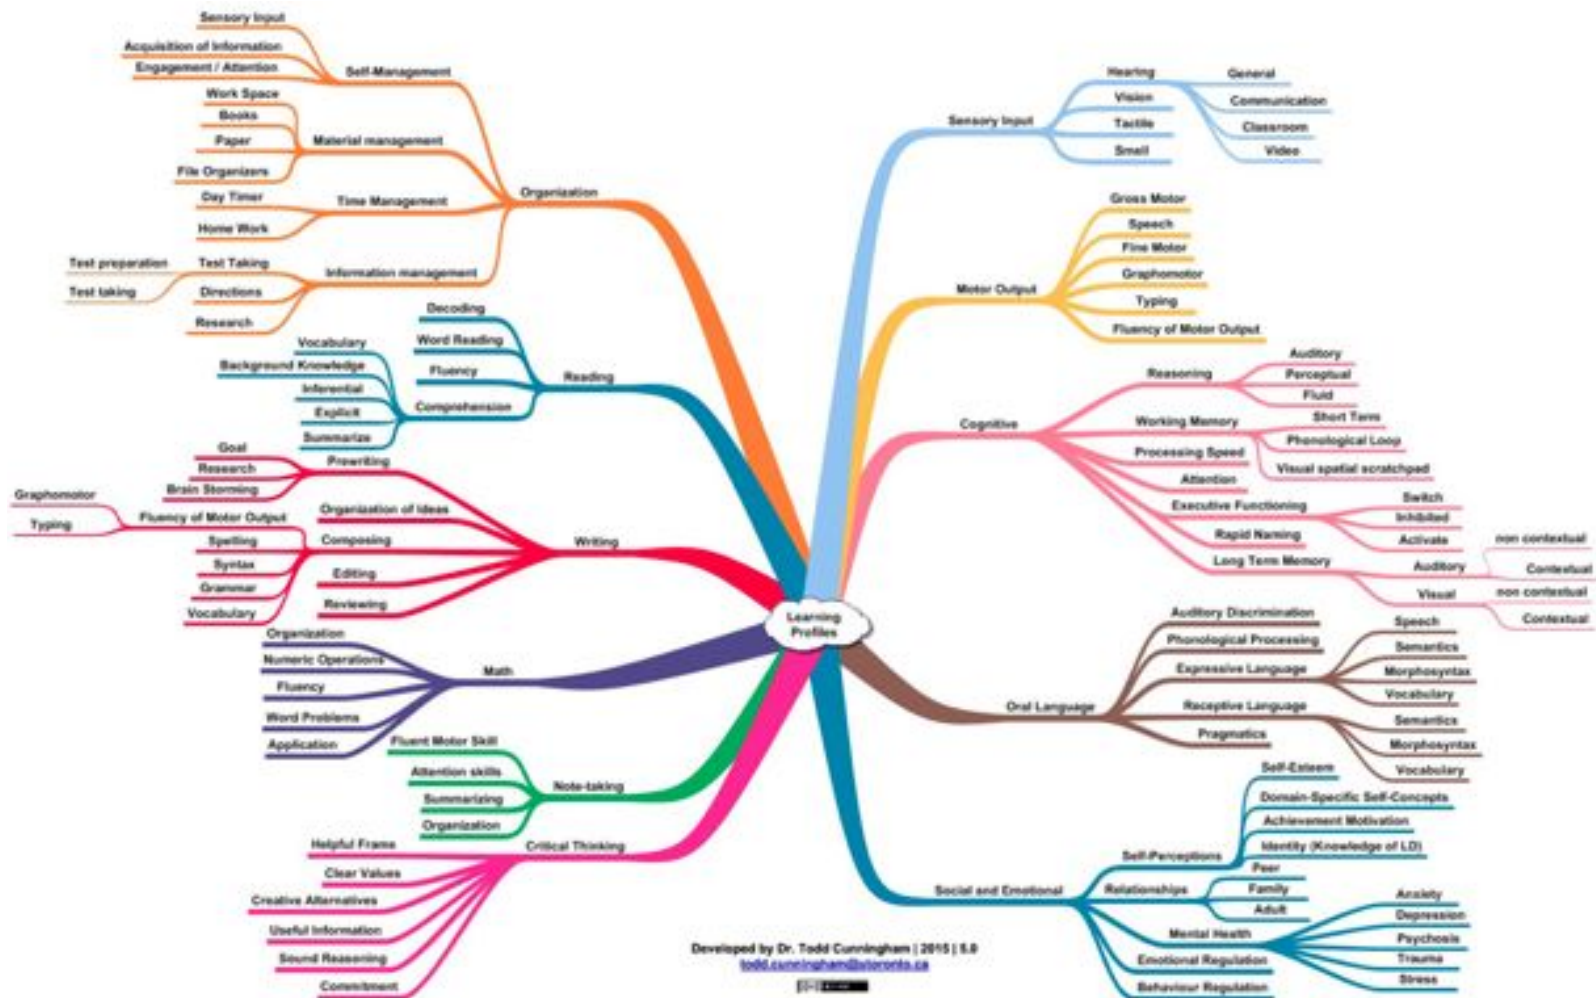 Sensory Input
Acquisition of Information
Engagement / Attention
Self-Management
Work Space
Books
Paper
File Organizers
Material management
Day Timer
Home Work
Time Management
Test preparation
Test taking
Test Taking
Directions
Research
Information management
Organization
Decoding
Word Reading
Fluency
Vocabulary
Background Knowledge
Inferential
Explicit
Summarize
Comprehension
Reading
Goal
Research
Brain Storming
Prewriting
Organization of Ideas
Graphomotor
Typing
Fluency of Motor Output
Spelling
Syntax
Grammar
Vocabulary
Composing
Editing
Reviewing
Writing
Organization
Numeric Operations
Fluency
Word Problems
Application
Math
Fluent Motor Skill
Attention skills
Summarizing
Organization
Note-taking
Helpful Frame
Clear Values
Creative Alternatives
Useful Information
Sound Reasoning
Commitment
Critical Thinking
Learning
Profiles
Sensory Input
Hearing
General
Communication
Classroom
Video
Vision
Tactile
Smell
Motor Output
Gross Motor
Speech
Fine Motor
Graphomotor
Typing
Fluency of Motor Output
Cognitive
Reasoning
Auditory
Perceptual
Fluid
Working Memory
Short Term
Phonological Loop
Visual spatial scratchpad
Processing Speed
Attention
Executive Functioning
Switch
Inhibited
Activate
Rapid Naming
Long Term Memory
Auditory
non contextual
Contextual
Visual
non contextual
Contextual
Oral Language
Auditory Discrimination
Phonological Processing
Expressive Language
Speech
Semantics
Morphosyntax
Vocabulary
Receptive Language
Semantics
Morphosyntax
Vocabulary
Pragmatics
Social and Emotional
Self-Perceptions
Self-Esteem
Domain-Specific Self-Concepts
Achievement Motivation
Identity (Knowledge of LD)
Relationships
Peer
Family
Adult
Mental Health
Anxiety
Depression
Psychosis
Trauma
Stress
Emotional Regulation
Behaviour Regulation
Developed by Dr. Todd Cunningham | 2015 | 5.0
todd.cunningham@utoronto.ca